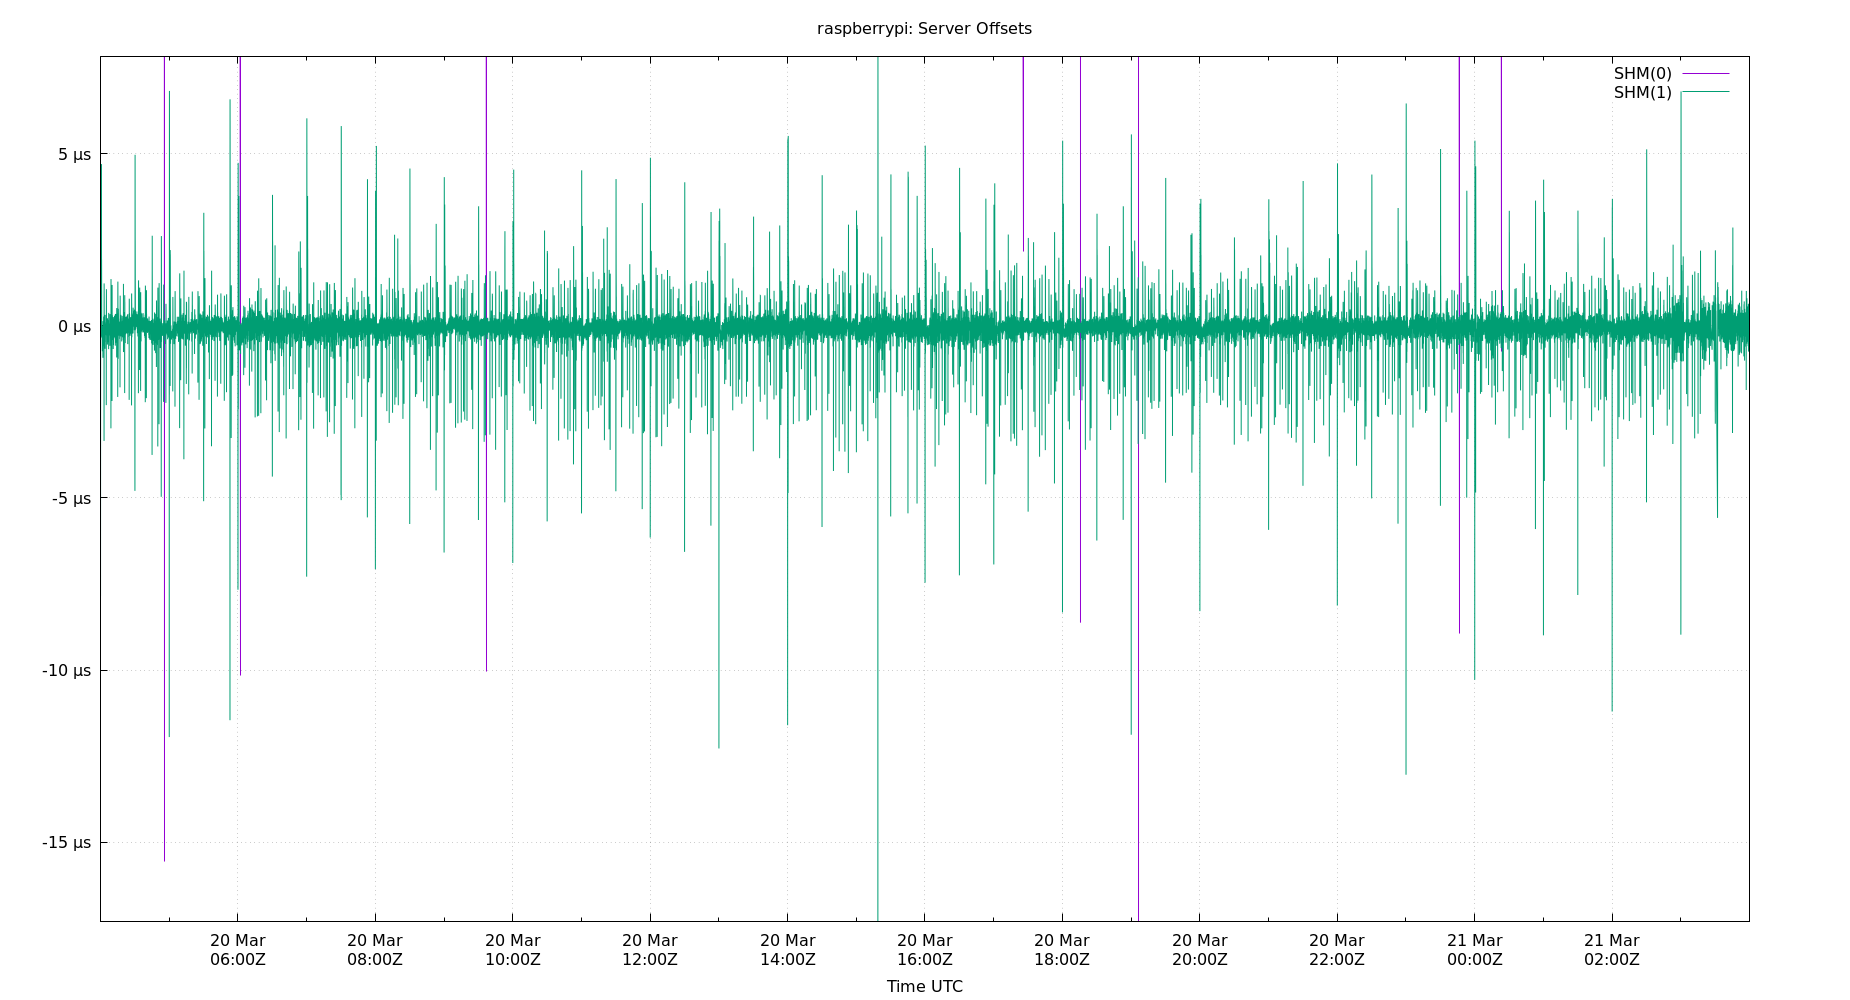 raspberrypi: Server Offsets
SHM(0)
SHM(1)
5 µs
0 µs
-5 µs
-10 µs
-15 µs
20 Mar 20 Mar 20 Mar 20 Mar 20 Mar 20 Mar 20 Mar 20 Mar 20 Mar 21 Mar 21 Mar
06:00Z 08:00Z 10:00Z 12:00Z 14:00Z 16:00Z 18:00Z 20:00Z 22:00Z 00:00Z 02:00Z
Time UTC